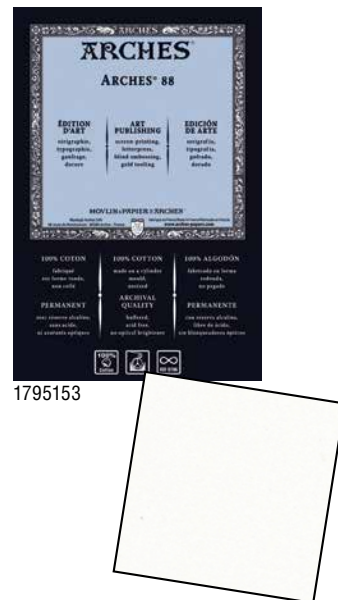 ARCHES®
ARCHES® 88
ÉDITION D'ART
sérigraphie,
typographie,
gaufrage,
dorure
ART PUBLISHING
screen-printing,
letterpress,
blind embossing,
gold tooling
EDICIÓN DE ARTE
serigrafía,
tipografía,
gofrado,
dorado
MOVLIN & PAPIER D ARCHES
100% COTON
fabriqué
sur forme ronde,
non collé
PERMANENT
avec réserve alcaline,
sans acide,
ni azurants optiques
100% COTTON
made on a cylinder
mould,
unsized
ARCHIVAL QUALITY
buffered,
acid free,
no optical brightener
100% ALGODÓN
fabricado en forma
redonda,
no pegado
PERMANENTE
con reserva alcalina,
libre de ácido,
sin blanqueadores ópticos
100%
1795153